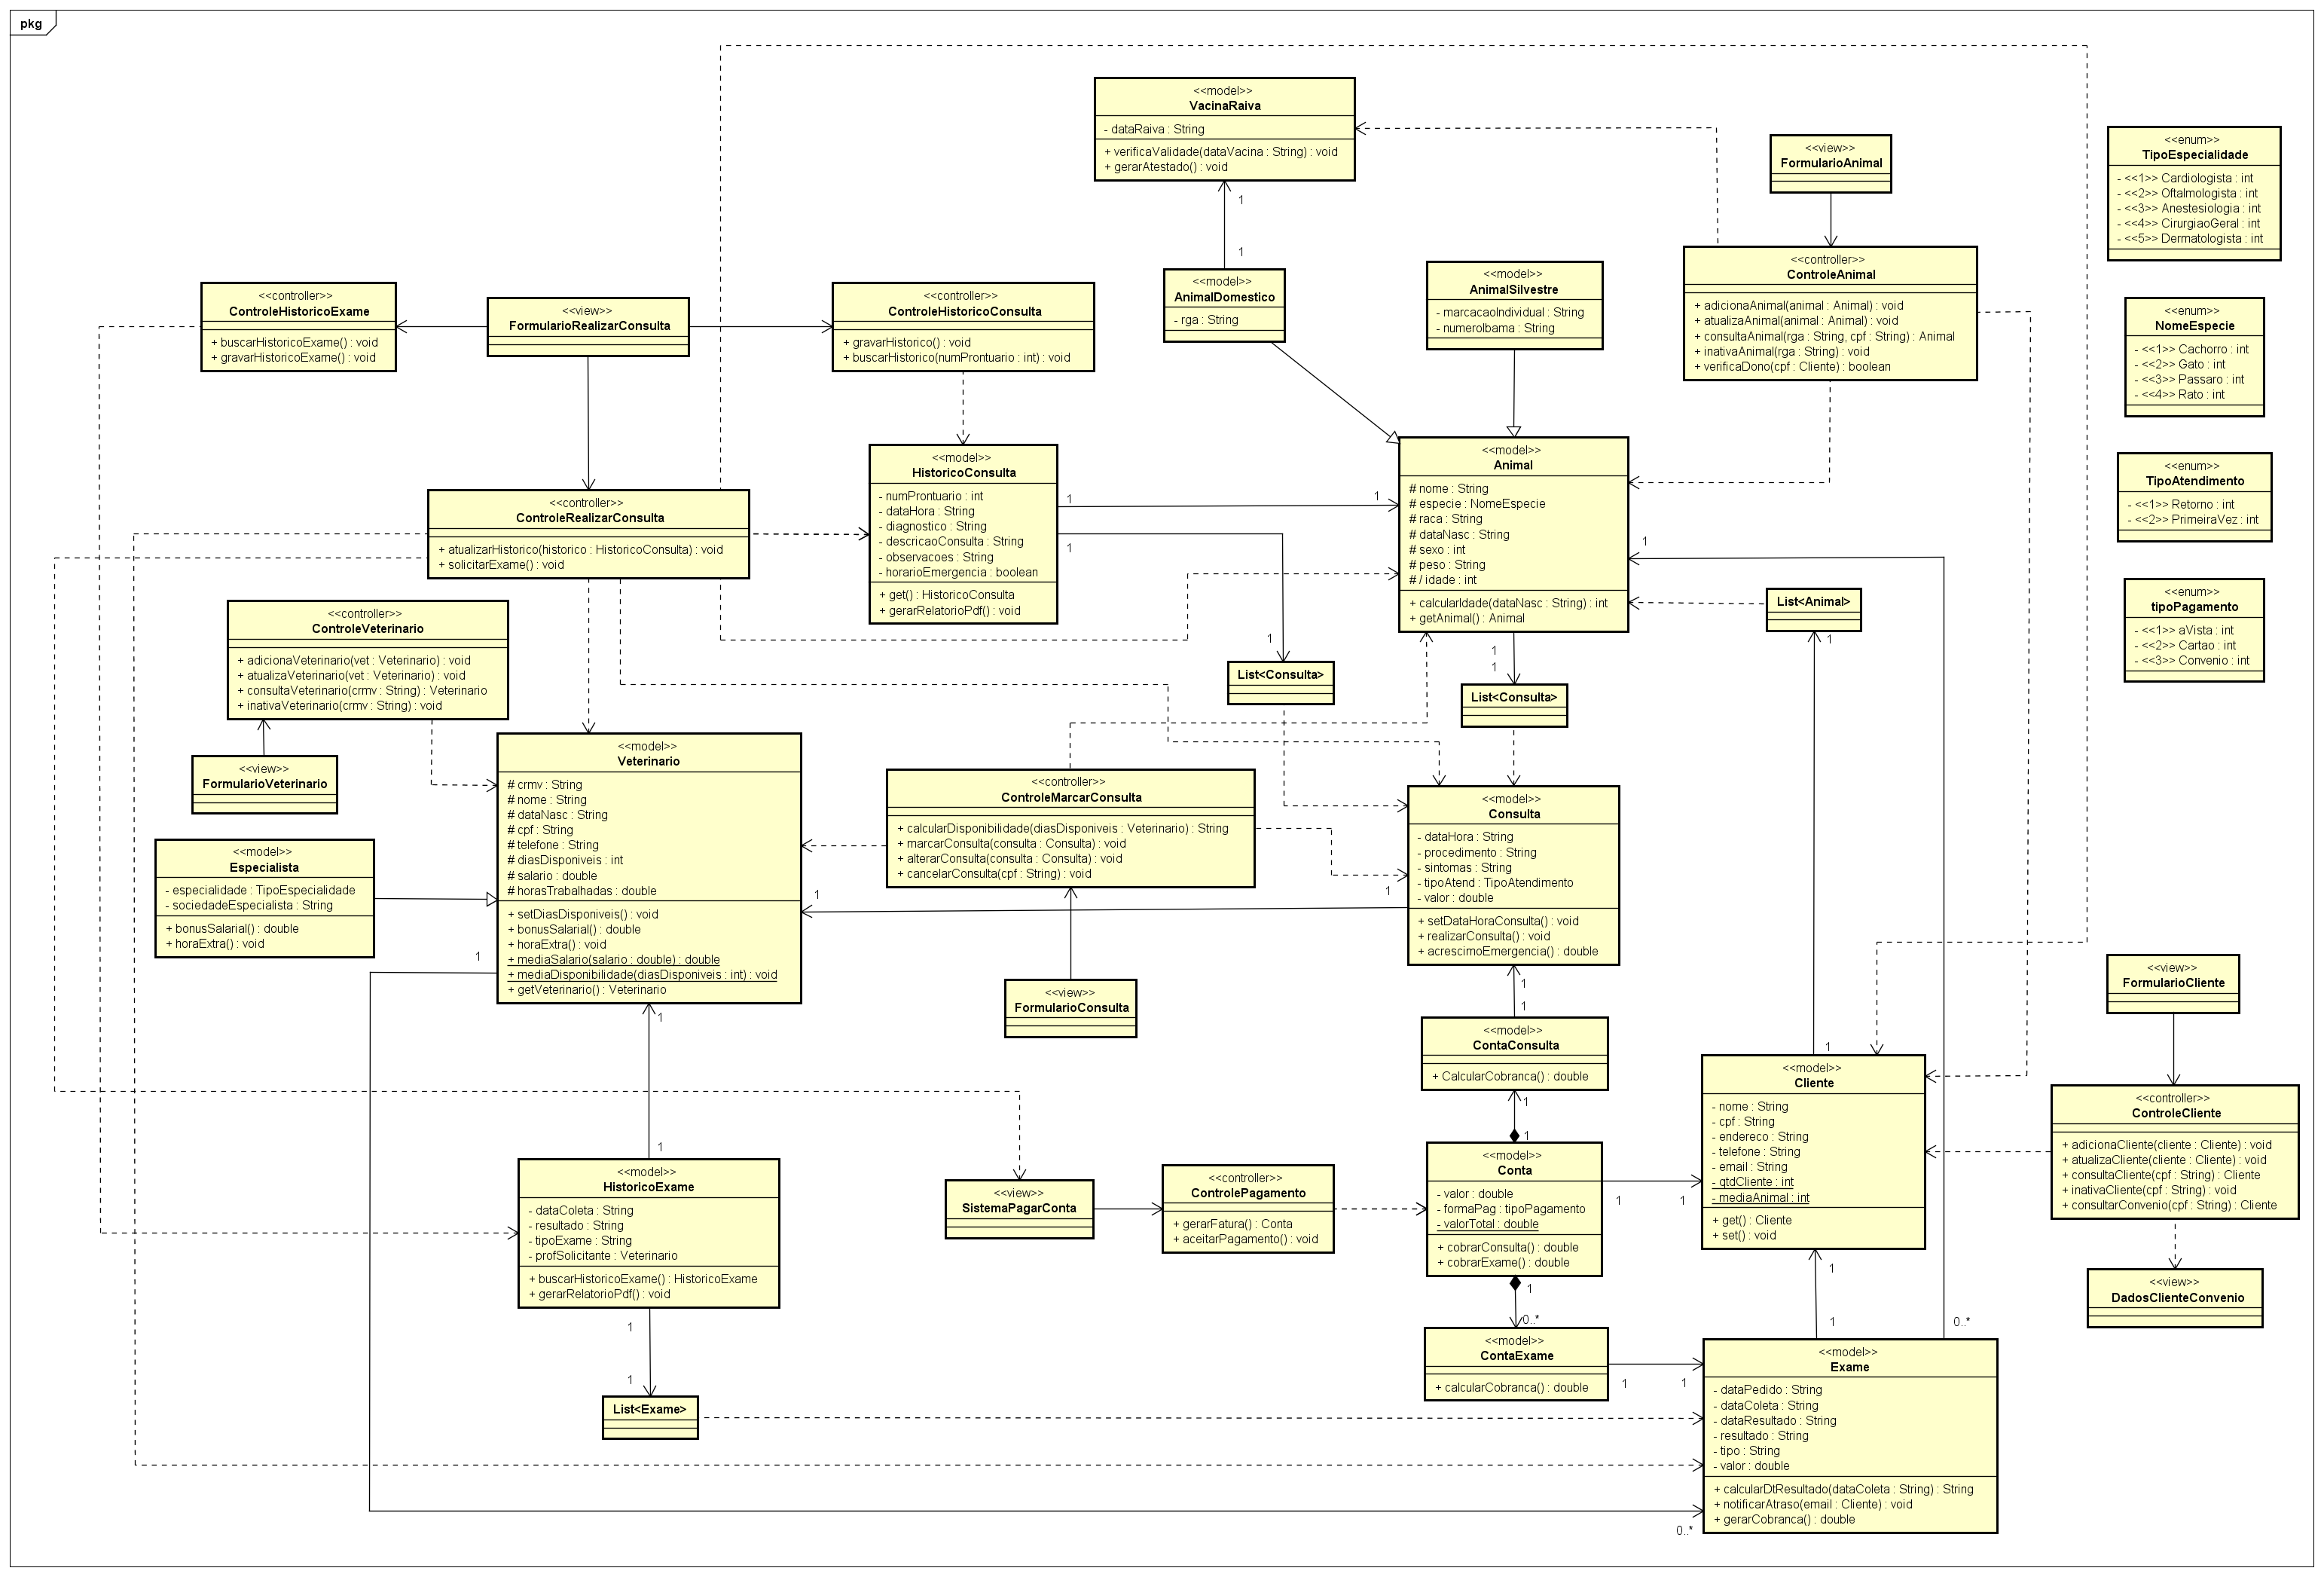 pkg
<<model>>
VacinaRaiva
- dataRaiva : String
+ verificaValidade(dataVacina : String) : void
+ gerarAtestado() : void
1
1
<<view>>
FormularioAnimal
<<enum>>
TipoEspecialidade
- <<1>> Cardiologista : int
- <<2>> Oftalmologista : int
- <<3>> Anestesiologia : int
- <<4>> CirurgiaoGeral : int
- <<5>> Dermatologista : int
<<controller>>
ControleHistoricoExame
+ buscarHistoricoExame() : void
+ gravarHistoricoExame() : void
<<view>>
FormularioRealizarConsulta
<<controller>>
ControleHistoricoConsulta
+ gravarHistorico() : void
+ buscarHistorico(numProntuario : int) : void
<<model>>
AnimalDomestico
- rga : String
<<model>>
AnimalSilvestre
- marcacaoIndividual : String
- numeroIbama : String
<<controller>>
ControleAnimal
+ adicionaAnimal(animal : Animal) : void
+ atualizaAnimal(animal : Animal) : void
+ consultaAnimal(rga : String, cpf : String) : Animal
+ inativaAnimal(rga : String) : void
+ verificaDono(cpf : Cliente) : boolean
<<enum>>
NomeEspecie
- <<1>> Cachorro : int
- <<2>> Gato : int
- <<3>> Passaro : int
- <<4>> Rato : int
<<controller>>
ControleRealizarConsulta
+ atualizarHistorico(historico : HistoricoConsulta) : void
+ solicitarExame() : void
<<model>>
HistoricoConsulta
- numProntuario : int
- dataHora : String
- diagnostico : String
- descricaoConsulta : String
- observacoes : String
- horarioEmergencia : boolean
+ get() : HistoricoConsulta
+ gerarRelatorioPdf() : void
1
1
1
1
<<model>>
Animal
# nome : String
# especie : NomeEspecie
# raca : String
# dataNasc : String
# sexo : int
# peso : String
# / idade : int
+ calcularIdade(dataNasc : String) : int
+ getAnimal() : Animal
1
1
1
<<enum>>
TipoAtendimento
- <<1>> Retorno : int
- <<2>> PrimeiraVez : int
<<enum>>
tipoPagamento
- <<1>> aVista : int
- <<2>> Cartao : int
- <<3>> Convenio : int
List<Animal>
1
<<controller>>
ControleVeterinario
+ adicionaVeterinario(vet : Veterinario) : void
+ atualizaVeterinario(vet : Veterinario) : void
+ consultaVeterinario(crmv : String) : Veterinario
+ inativaVeterinario(crmv : String) : void
List<Consulta>
List<Consulta>
<<view>>
FormularioVeterinario
<<model>>
Veterinario
# crmv : String
# nome : String
# dataNasc : String
# cpf : String
# telefone : String
# diasDisponiveis : int
# salario : double
# horasTrabalhadas : double
+ setDiasDisponiveis() : void
+ bonusSalarial() : double
+ horaExtra() : void
+ mediaSalario(salario : double) : double
+ mediaDisponibilidade(diasDisponiveis : int) : void
+ getVeterinario() : Veterinario
<<controller>>
ControleMarcarConsulta
+ calcularDisponibilidade(diasDisponiveis : Veterinario) : String
+ marcarConsulta(consulta : Consulta) : void
+ alterarConsulta(consulta : Consulta) : void
+ cancelarConsulta(cpf : String) : void
<<model>>
Consulta
- dataHora : String
- procedimento : String
- sintomas : String
- tipoAtend : TipoAtendimento
- valor : double
+ setDataHoraConsulta() : void
+ realizarConsulta() : void
+ acrescimoEmergencia() : double
1
1
<<model>>
Especialista
- especialidade : TipoEspecialidade
- sociedadeEspecialista : String
+ bonusSalarial() : double
+ horaExtra() : void
1
<<view>>
FormularioConsulta
1
1
<<model>>
ContaConsulta
+ CalcularCobranca() : double
1
1
<<view>>
FormularioCliente
1
<<model>>
Cliente
- nome : String
- cpf : String
- endereco : String
- telefone : String
- email : String
- qtdCliente : int
- mediaAnimal : int
+ get() : Cliente
+ set() : void
<<controller>>
ControleCliente
+ adicionaCliente(cliente : Cliente) : void
+ atualizaCliente(cliente : Cliente) : void
+ consultaCliente(cpf : String) : Cliente
+ inativaCliente(cpf : String) : void
+ consultarConvenio(cpf : String) : Cliente
1
1
<<model>>
HistoricoExame
- dataColeta : String
- resultado : String
- tipoExame : String
- profSolicitante : Veterinario
+ buscarHistoricoExame() : HistoricoExame
+ gerarRelatorioPdf() : void
<<view>>
SistemaPagarConta
<<controller>>
ControlePagamento
+ gerarFatura() : Conta
+ aceitarPagamento() : void
<<model>>
Conta
- valor : double
- formaPag : tipoPagamento
- valorTotal : double
+ cobrarConsulta() : double
+ cobrarExame() : double
1
1
1
0..*
1
1
0..*
<<view>>
DadosClienteConvenio
1
1
List<Exame>
<<model>>
ContaExame
+ calcularCobranca() : double
1
1
<<model>>
Exame
- dataPedido : String
- dataColeta : String
- dataResultado : String
- resultado : String
- tipo : String
- valor : double
+ calcularDtResultado(dataColeta : String) : String
+ notificarAtraso(email : Cliente) : void
+ gerarCobranca() : double
0..*